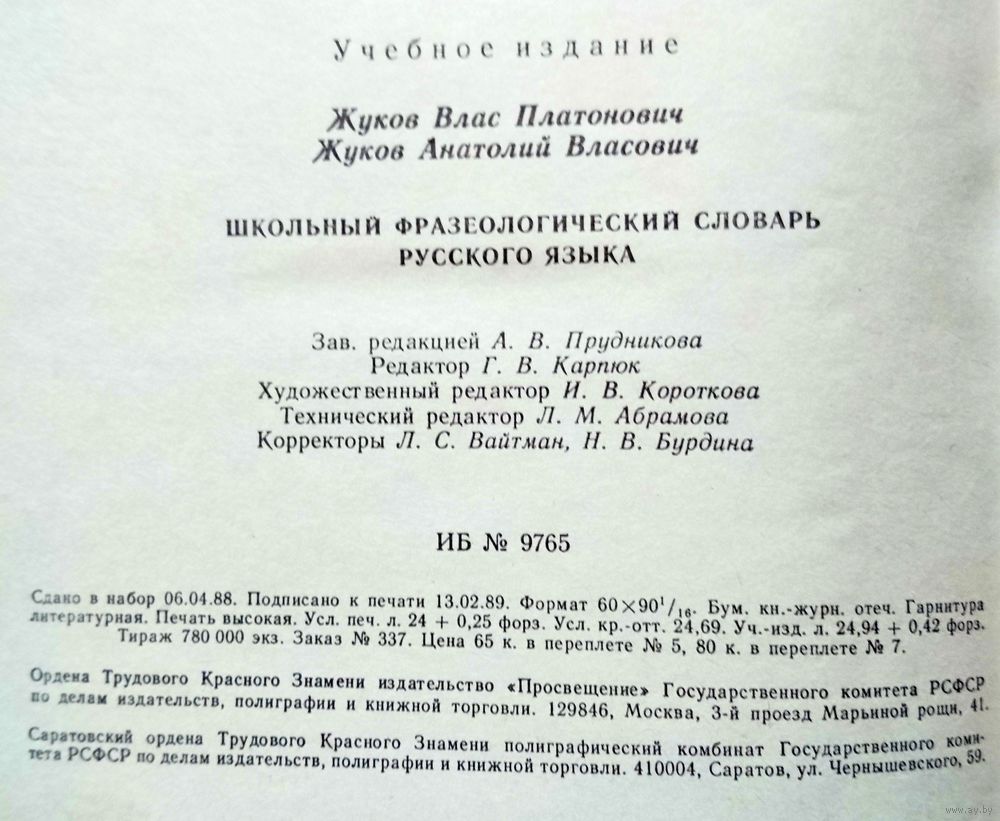 Учебное издание
Жуков Влас Платонович
Жуков Анатолий Власович
ШКОЛЬНЫЙ ФРАЗЕОЛОГИЧЕСКИЙ СЛОВАРЬ
РУССКОГО ЯЗЫКА
Зав. редакцией А. В. Прудникова
Редактор Г. В. Карпюк
Художественный редактор И. В. Короткова
Технический редактор Л. М. Абрамова
Корректоры Л. С. Вайтман, Н. В. Бурдина
ИБ № 9765
Сдано в набор 06.04.88. Подписано к печати 13.02.89. Формат 60×90¹/₁₆. Бум. кн.-журн. отеч. Гарнитура
литературная. Печать высокая. Усл. печ. л. 24 + 0,25 форз. Усл. кр.-отт. 24,69. Уч.-изд. л. 24,94 + 0,42 форз.
Тираж 780 000 экз. Заказ № 337. Цена 65 к. в переплете № 5, 80 к. в переплете № 7.
Ордена Трудового Красного Знамени издательство «Просвещение» Государственного комитета РСФСР
по делам издательств, полиграфии и книжной торговли. 129846, Москва, 3-й проезд Марьиной рощи, 41.
Саратовский ордена Трудового Красного Знамени полиграфический комбинат Государственного коми-
тета РСФСР по делам издательств, полиграфии и книжной торговли. 410004, Саратов, ул. Чернышевского, 59.
www.ay.by